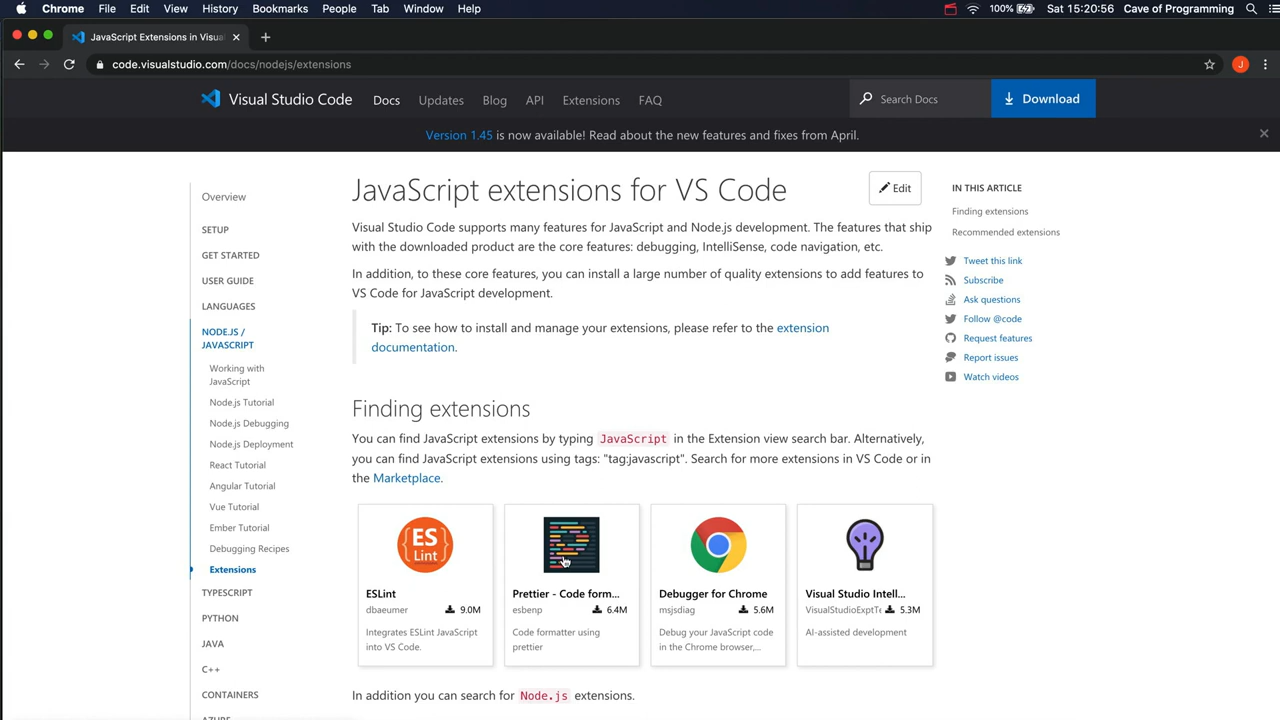 Chrome File Edit View History Bookmarks People Tab Window Help 100% Sat 15:20:56 Cave of Programming
JavaScript Extensions in Visua
code.visualstudio.com/docs/nodejs/extensions J
Visual Studio Code Docs Updates Blog API Extensions FAQ Search Docs Download
Version 1.45 is now available! Read about the new features and fixes from April.
Overview
SETUP
GET STARTED
USER GUIDE
LANGUAGES
NODE.JS /
JAVASCRIPT
Working with
JavaScript
Node.js Tutorial
Node.js Debugging
Node.js Deployment
React Tutorial
Angular Tutorial
Vue Tutorial
Ember Tutorial
Debugging Recipes
Extensions
TYPESCRIPT
PYTHON
JAVA
C++
CONTAINERS
AZURE
JavaScript extensions for VS Code
Edit
Visual Studio Code supports many features for JavaScript and Node.js development. The features that ship
with the downloaded product are the core features: debugging, IntelliSense, code navigation, etc.
In addition, to these core features, you can install a large number of quality extensions to add features to
VS Code for JavaScript development.
Tip: To see how to install and manage your extensions, please refer to the extension
documentation.
Finding extensions
You can find JavaScript extensions by typing JavaScript in the Extension view search bar. Alternatively,
you can find JavaScript extensions using tags: "tag:javascript". Search for more extensions in VS Code or in
the Marketplace.
ES
Lint
ESLint
dbaeumer 9.0M
Integrates ESLint JavaScript
into VS Code.
Prettier - Code form...
esbenp 6.4M
Code formatter using
prettier
Debugger for Chrome
msjsdiag 5.6M
Debug your JavaScript code
in the Chrome browser,...
Visual Studio Intell...
VisualStudioExptTe 5.3M
AI-assisted development
In addition you can search for Node.js extensions.
IN THIS ARTICLE
Finding extensions
Recommended extensions
Tweet this link
Subscribe
Ask questions
Follow @code
Request features
Report issues
Watch videos